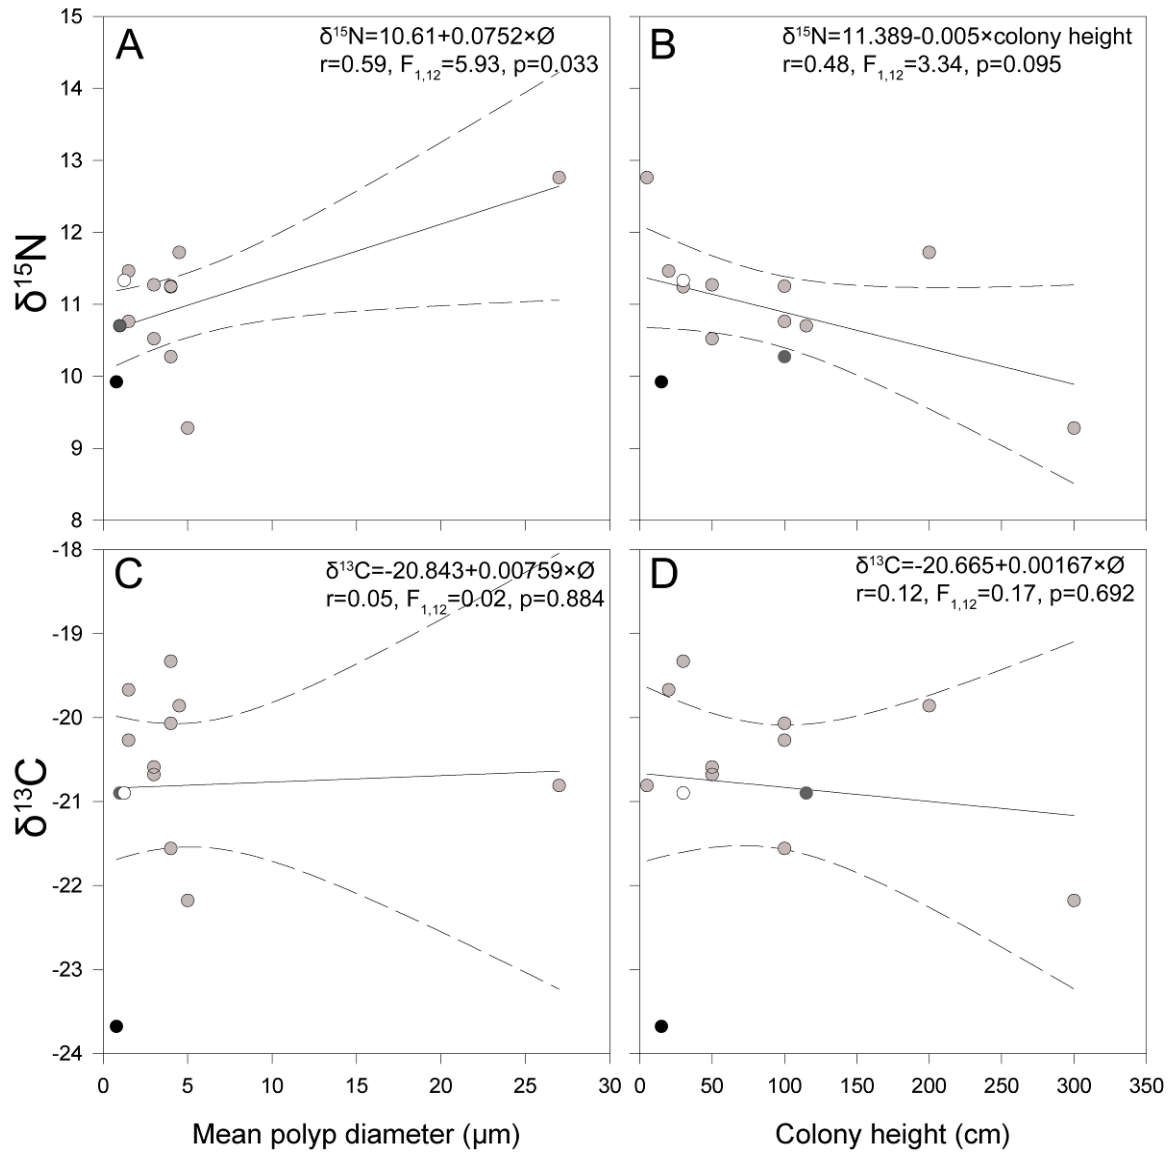 A
δ¹⁵N=10.61+0.0752×Ø
r=0.59, F₁,₁₂=5.93, p=0.033
B
δ¹⁵N=11.389-0.005×colony height
r=0.48, F₁,₁₂=3.34, p=0.095
15
14
13
12
11
10
9
8
δ¹⁵N
C
δ¹³C=-20.843+0.00759×Ø
r=0.05, F₁,₁₂=0.02, p=0.884
D
δ¹³C=-20.665+0.00167×Ø
r=0.12, F₁,₁₂=0.17, p=0.692
-18
-19
-20
-21
-22
-23
-24
δ¹³C
0 5 10 15 20 25 30
0 50 100 150 200 250 300 350
Mean polyp diameter (µm)
Colony height (cm)